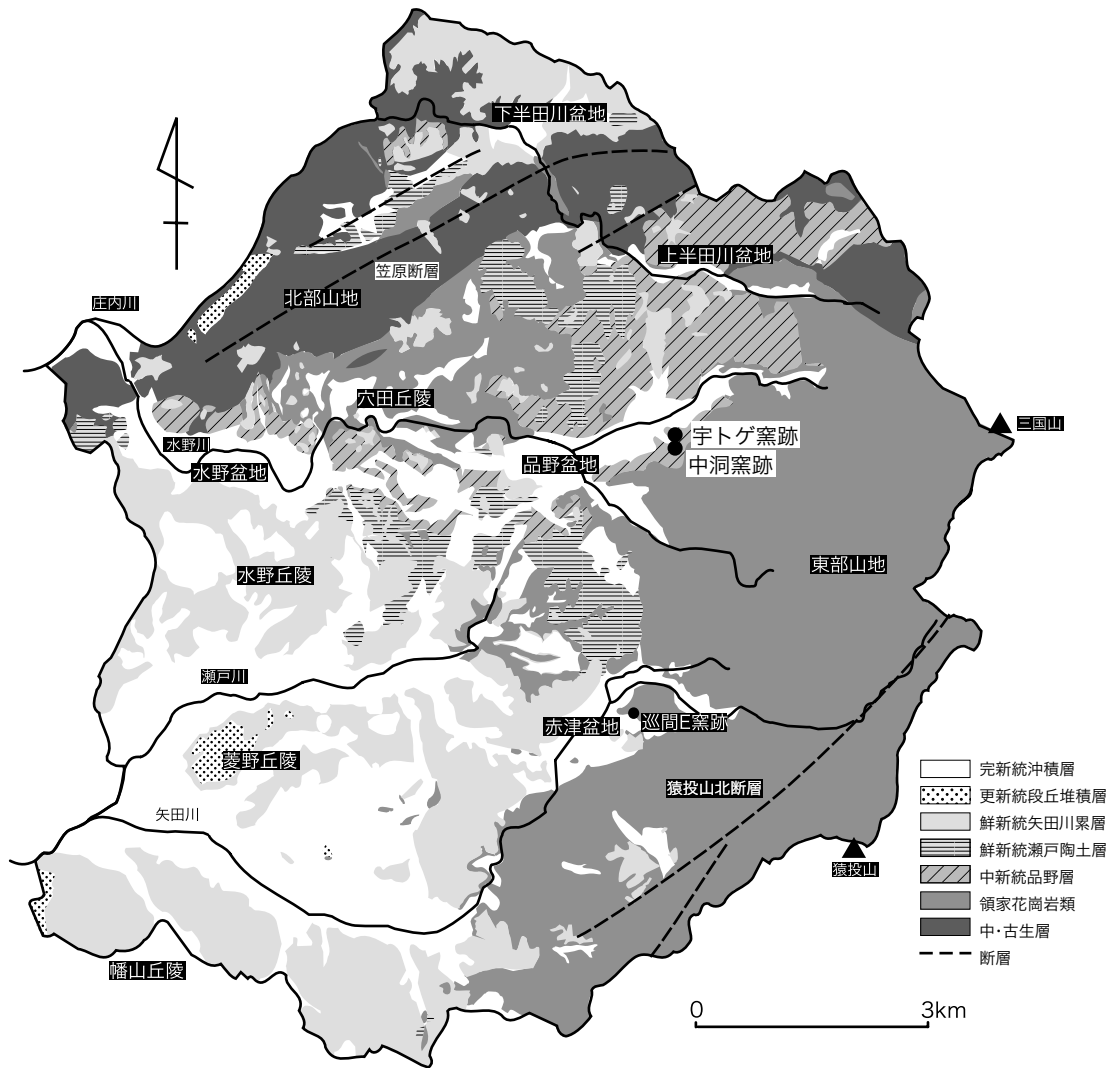 下半田川盆地
上半田川盆地
笠原断層
北部山地
庄内川
穴田丘陵
三国山
宇トゲ窯跡
水野川
品野盆地
中洞窯跡
水野盆地
東部山地
水野丘陵
瀬戸川
赤津盆地
巡間E窯跡
菱野丘陵
猿投山北断層
矢田川
猿投山
幡山丘陵
完新統沖積層
更新統段丘堆積層
鮮新統矢田川累層
鮮新統瀬戸陶土層
中新統品野層
領家花崗岩類
中・古生層
断層
0 3km